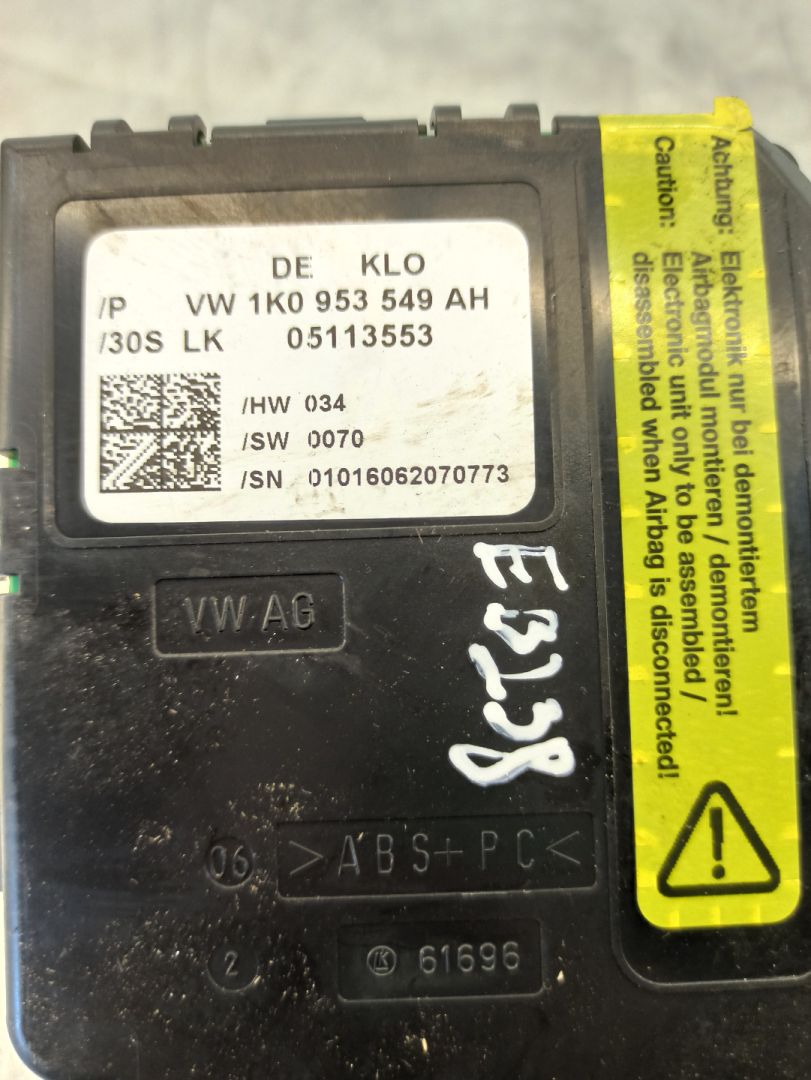 DE KLO
/P VW 1K0 953 549 AH
/30S LK 05113553
/HW 034
/SW 0070
/SN 01016062070773
VW AG
Achtung: Elektronik nur bei demontiertem
Airbagmodul montieren / demontieren!
Caution: Electronic unit only to be assembled /
disassembled when Airbag is disconnected!
06
>ABS+PC<
2
LK 61696